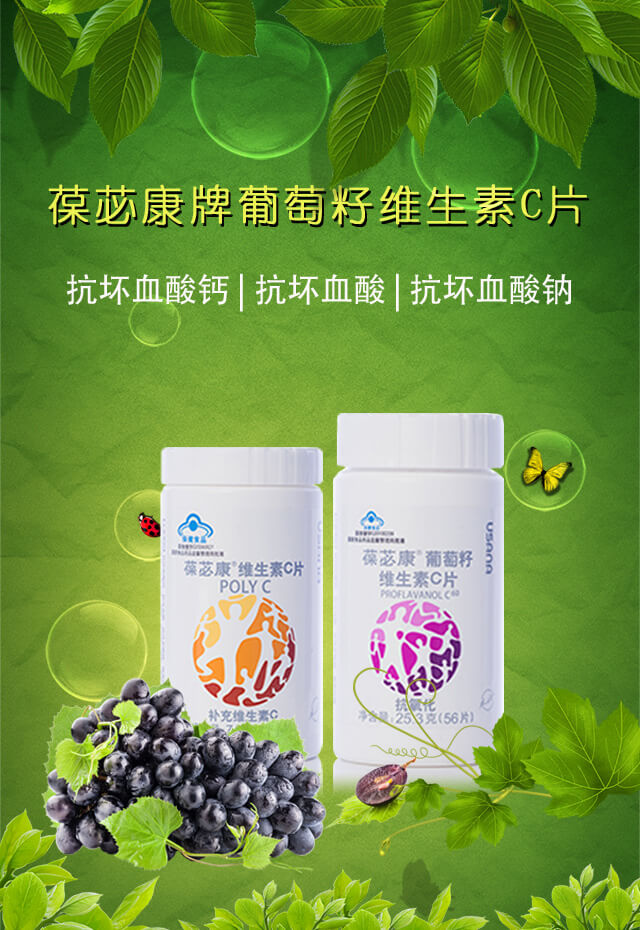 葆苾康牌葡萄籽维生素C片
抗坏血酸钙|抗坏血酸|抗坏血酸钠
保健食品
葆苾康®维生素C片
POLY C
补充维生素C
保健食品
usana
葆苾康®葡萄籽
维生素C片
PROFLAVANOL C
抗氧化
净含量:25.3克(56片)